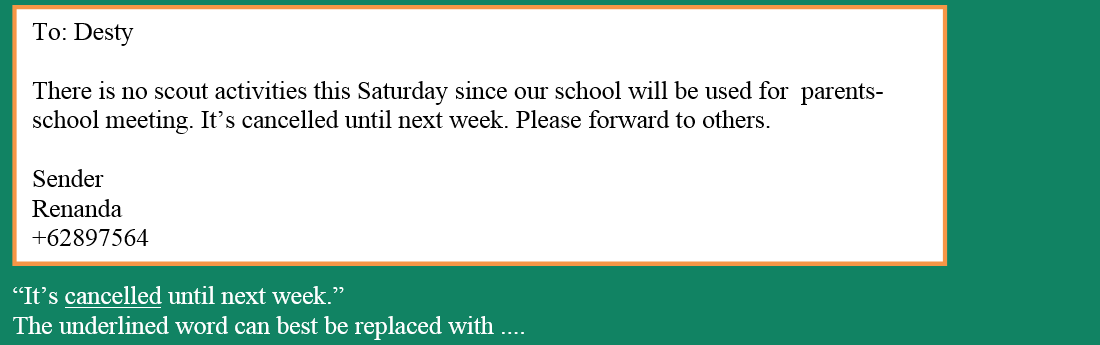 To: Desty
There is no scout activities this Saturday since our school will be used for  parents-
school meeting. It’s cancelled until next week. Please forward to others.
Sender
Renanda
+62897564
“It’s cancelled until next week.”
The underlined word can best be replaced with ....